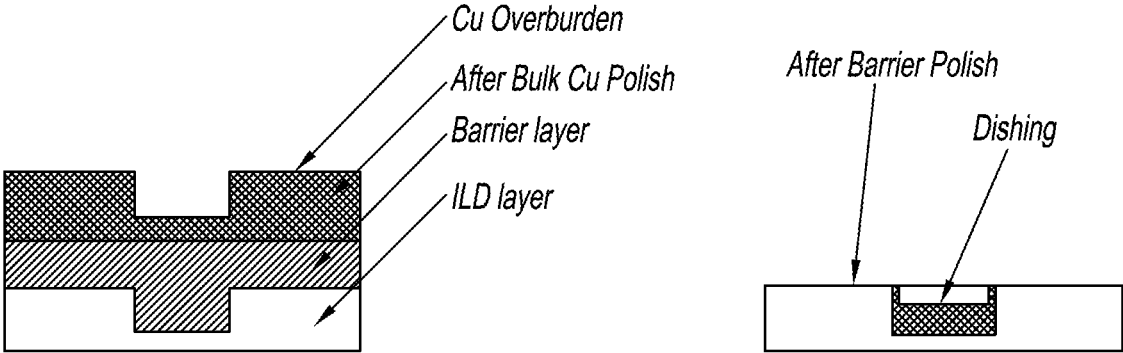 Cu Overburden
After Bulk Cu Polish
Barrier layer
ILD layer
After Barrier Polish
Dishing